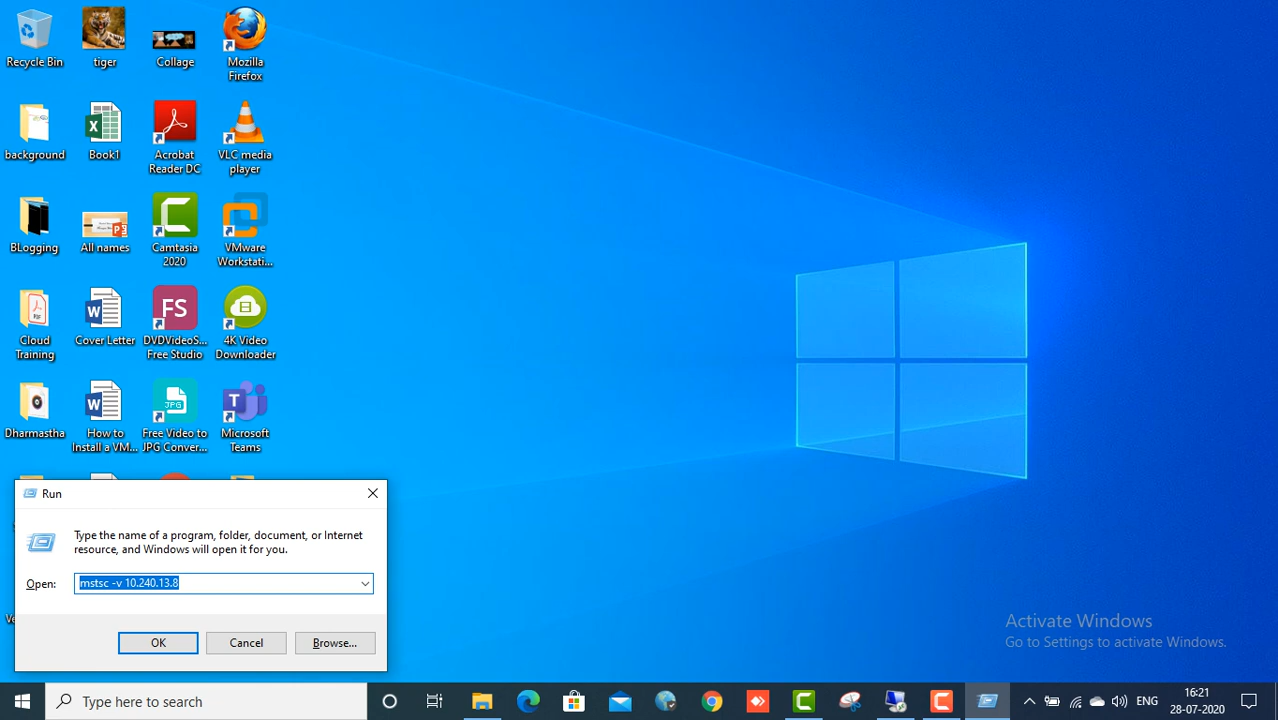 Recycle Bin
tiger
Collage
Mozilla
Firefox
background
Book1
Acrobat
Reader DC
VLC media
player
BLogging
All names
Camtasia
2020
VMware
Workstati...
Cloud
Training
Cover Letter
DVDVideoS...
Free Studio
4K Video
Downloader
Dharmastha
How to
Install a VM...
Free Video to
JPG Conver...
Microsoft
Teams
Run
Type the name of a program, folder, document, or Internet
resource, and Windows will open it for you.
Open:
mstsc -v 10.240.13.8
OK
Cancel
Browse...
Activate Windows
Go to Settings to activate Windows.
Type here to search
ENG
16:21
28-07-2020